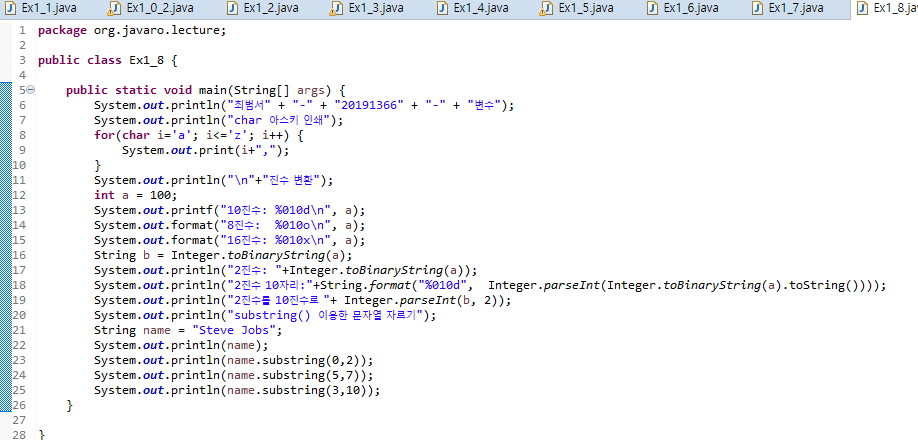 Ex1_1.java Ex1_0_2.java Ex1_2.java Ex1_3.java Ex1_4.java Ex1_5.java Ex1_6.java Ex1_7.java Ex1_8.jav
1 package org.javaro.lecture;
2
3 public class Ex1_8 {
4
5 public static void main(String[] args) {
6 System.out.println("최범서" + "-" + "20191366" + "-" + "변수");
7 System.out.println("char 아스키 인쇄");
8 for(char i='a'; i<='z'; i++) {
9 System.out.print(i+",");
10 }
11 System.out.println("\n"+"진수 변환");
12 int a = 100;
13 System.out.printf("10진수: %010d\n", a);
14 System.out.format("8진수:  %010o\n", a);
15 System.out.format("16진수: %010x\n", a);
16 String b = Integer.toBinaryString(a);
17 System.out.println("2진수: "+Integer.toBinaryString(a));
18 System.out.println("2진수 10자리:"+String.format("%010d",  Integer.parseInt(Integer.toBinaryString(a).toString())));
19 System.out.println("2진수를 10진수로 "+ Integer.parseInt(b, 2));
20 System.out.println("substring() 이용한 문자열 자르기");
21 String name = "Steve Jobs";
22 System.out.println(name);
23 System.out.println(name.substring(0,2));
24 System.out.println(name.substring(5,7));
25 System.out.println(name.substring(3,10));
26 }
27
28 }